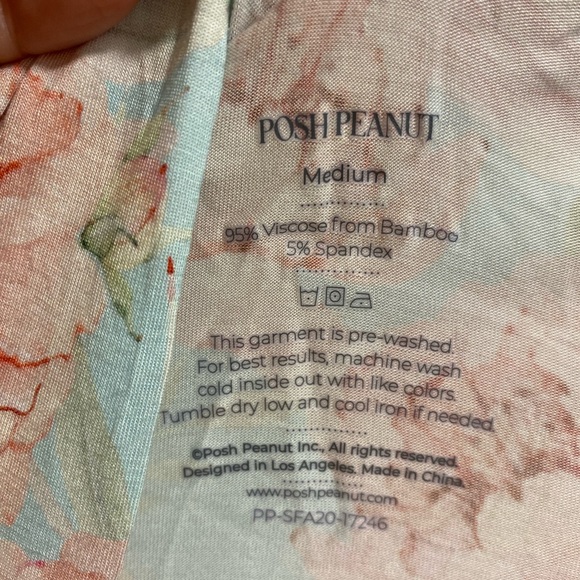 POSH PEANUT
Medium
95% Viscose from Bamboo
5% Spandex
This garment is pre-washed.
For best results, machine wash
cold inside out with like colors.
Tumble dry low and cool iron if needed.
©Posh Peanut Inc., All rights reserved.
Designed in Los Angeles. Made in China.
www.poshpeanut.com
PP-SFA20-17246